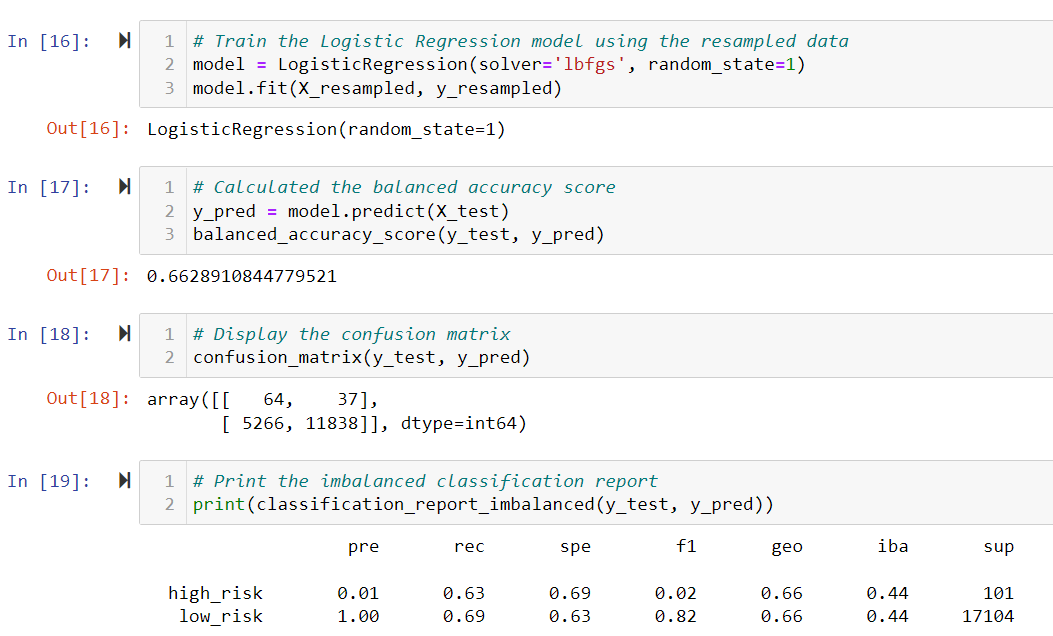 In [16]:
1 # Train the Logistic Regression model using the resampled data
2 model = LogisticRegression(solver='lbfgs', random_state=1)
3 model.fit(X_resampled, y_resampled)
Out[16]: LogisticRegression(random_state=1)
In [17]:
1 # Calculated the balanced accuracy score
2 y_pred = model.predict(X_test)
3 balanced_accuracy_score(y_test, y_pred)
Out[17]: 0.6628910844779521
In [18]:
1 # Display the confusion matrix
2 confusion_matrix(y_test, y_pred)
Out[18]: array([[   64,    37],
       [ 5266, 11838]], dtype=int64)
In [19]:
1 # Print the imbalanced classification report
2 print(classification_report_imbalanced(y_test, y_pred))
pre rec spe f1 geo iba sup
high_risk 0.01 0.63 0.69 0.02 0.66 0.44 101
low_risk 1.00 0.69 0.63 0.82 0.66 0.44 17104